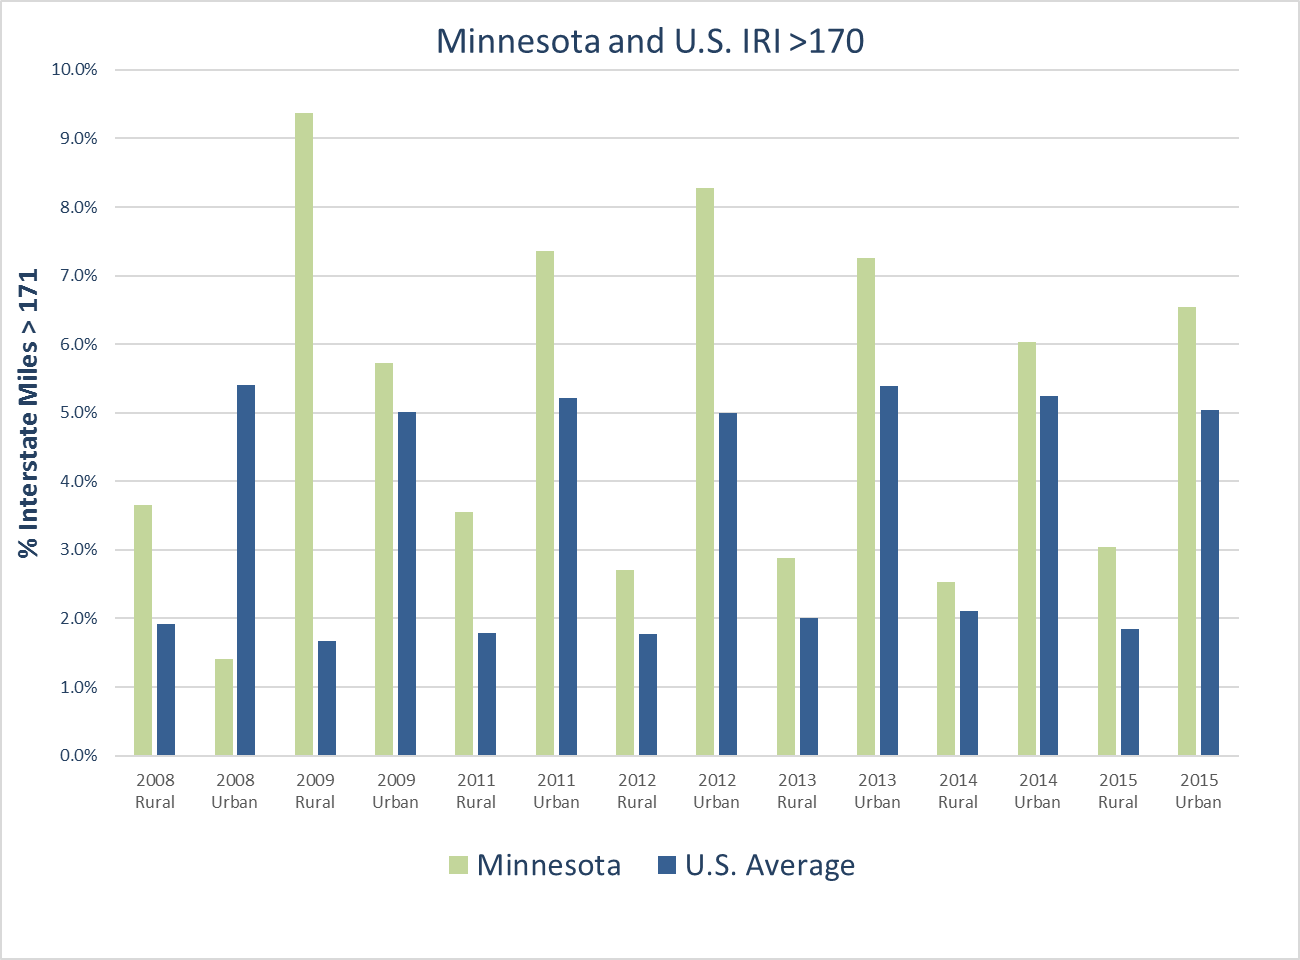 Minnesota and U.S. IRI >170
% Interstate Miles > 171
10.0%
9.0%
8.0%
7.0%
6.0%
5.0%
4.0%
3.0%
2.0%
1.0%
0.0%
2008 2008 2009 2009 2011 2011 2012 2012 2013 2013 2014 2014 2015 2015
Rural Urban Rural Urban Rural Urban Rural Urban Rural Urban Rural Urban Rural Urban
Minnesota U.S. Average